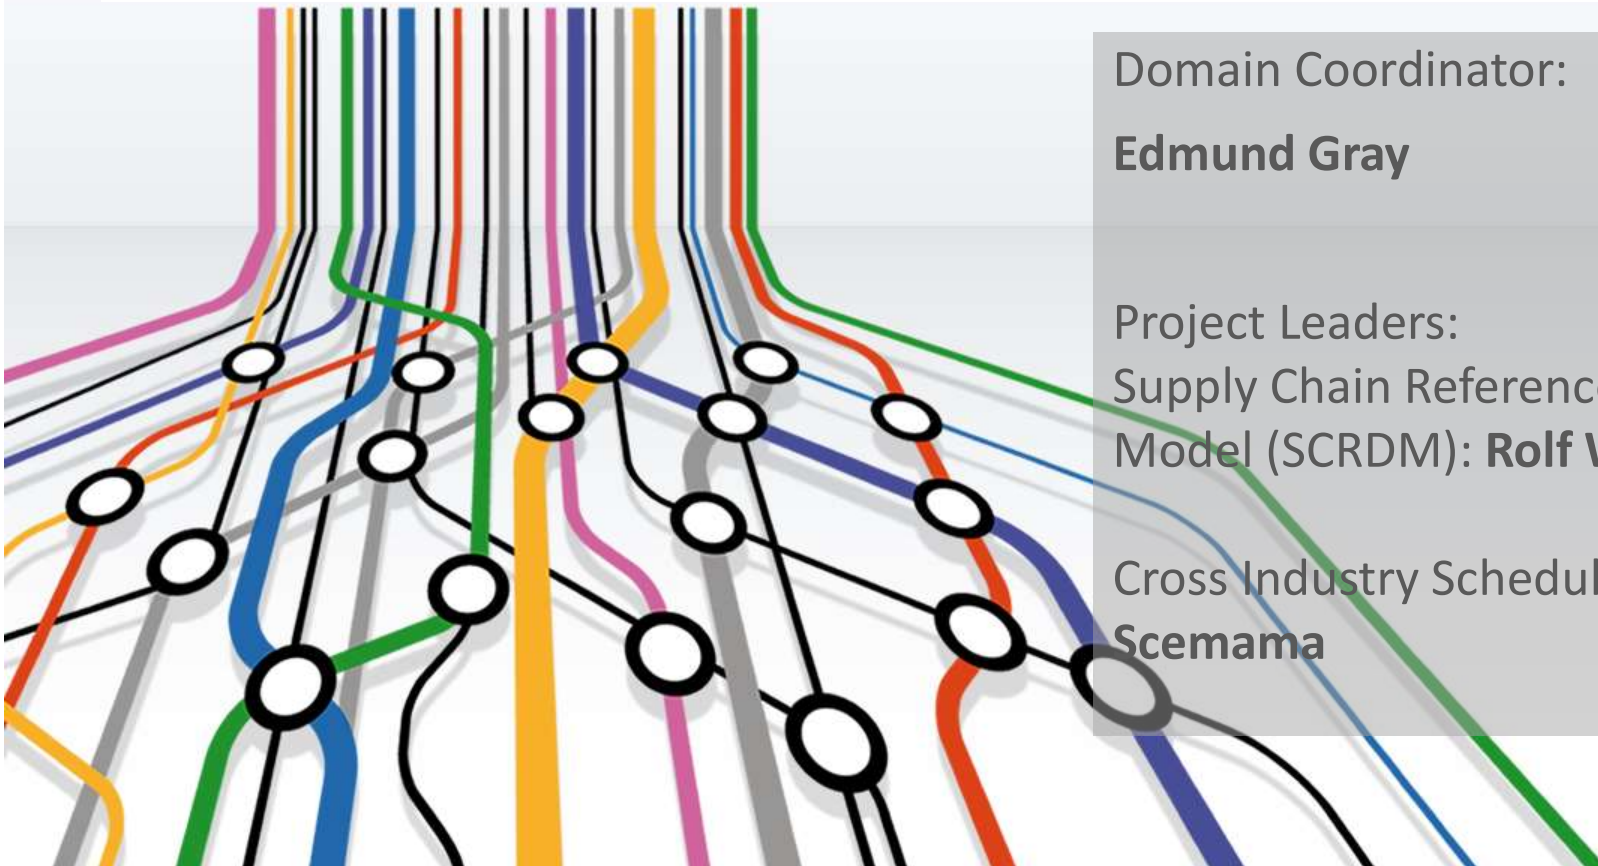 Domain Coordinator:
Edmund Gray
Project Leaders:
Supply Chain Referenc
Model (SCRDM): Rolf
Cross Industry Schedul
Scemama